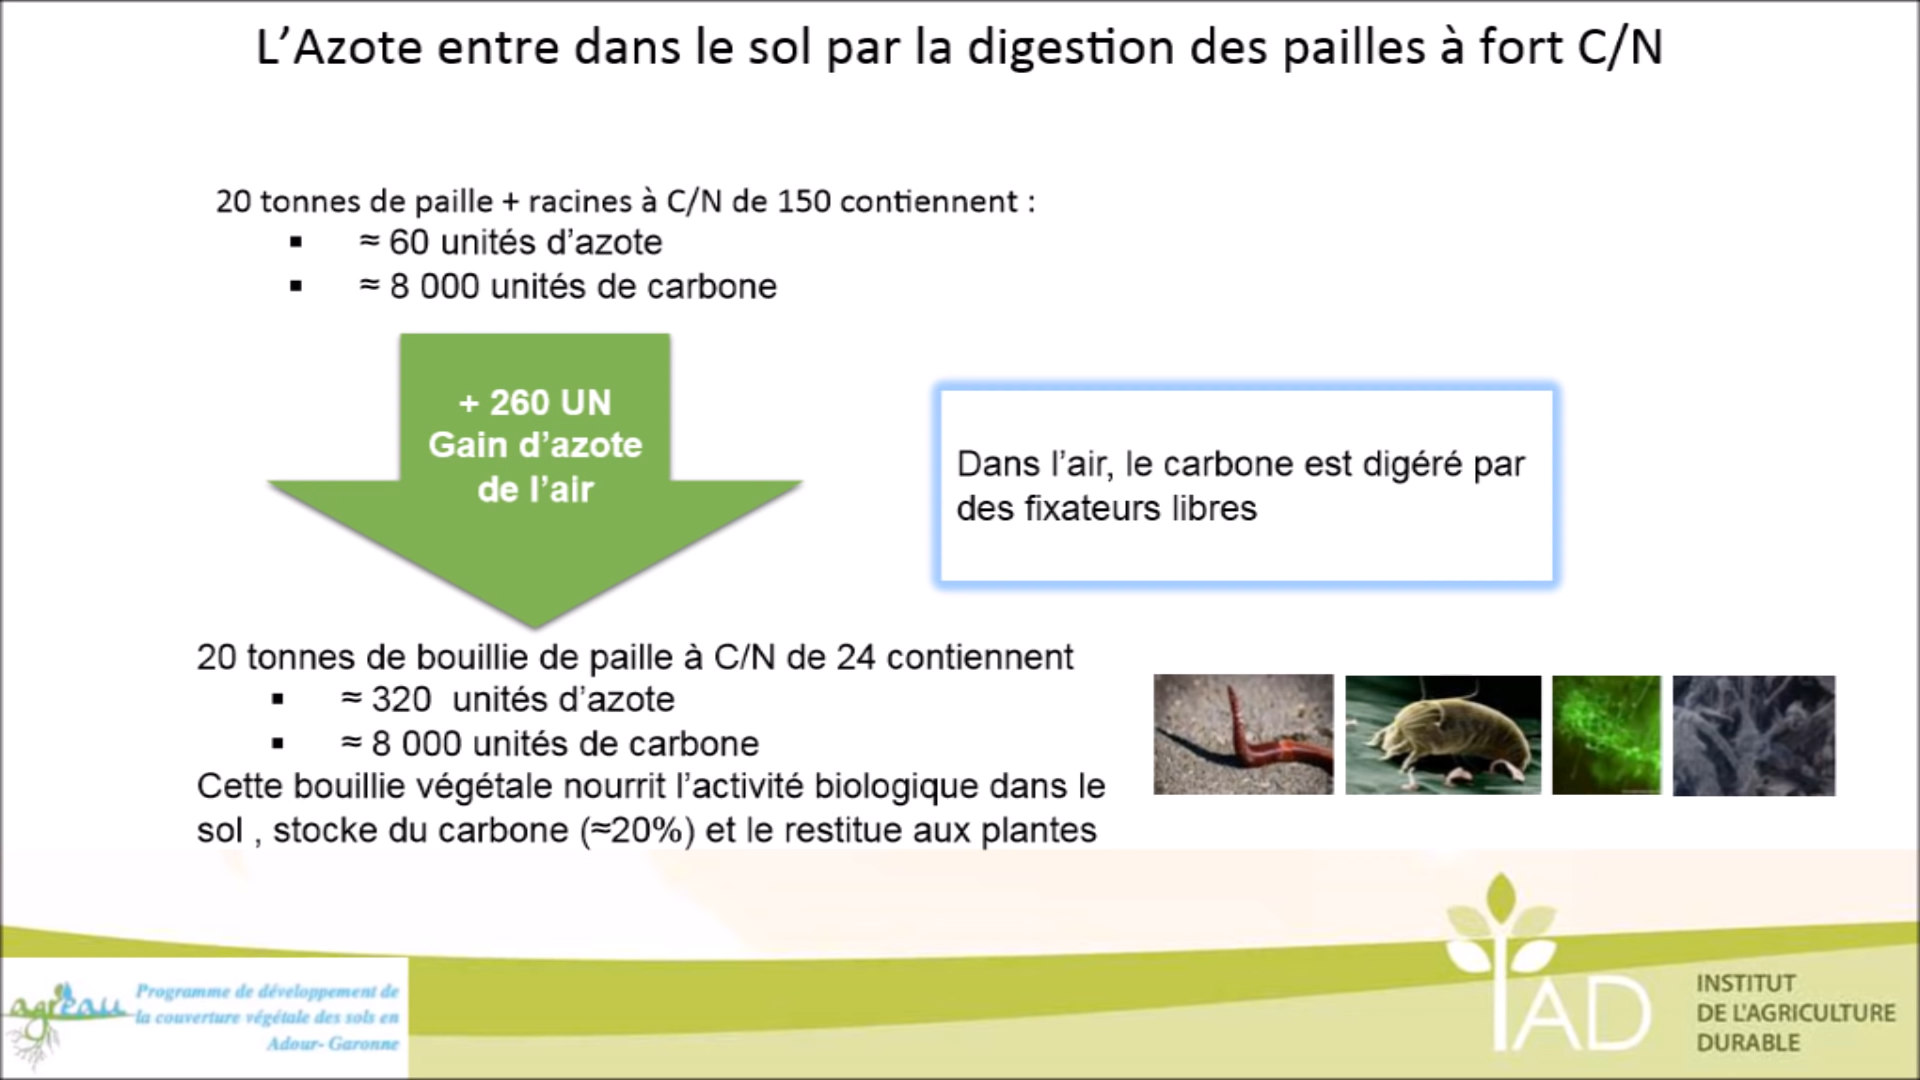 L’Azote entre dans le sol par la digestion des pailles à fort C/N
20 tonnes de paille + racines à C/N de 150 contiennent :
▪ ≈ 60 unités d’azote
▪ ≈ 8 000 unités de carbone
+ 260 UN
Gain d’azote
de l’air
Dans l’air, le carbone est digéré par
des fixateurs libres
20 tonnes de bouillie de paille à C/N de 24 contiennent
▪ ≈ 320 unités d’azote
▪ ≈ 8 000 unités de carbone
Cette bouillie végétale nourrit l’activité biologique dans le
sol , stocke du carbone (≈20%) et le restitue aux plantes
agr'eau
Programme de développement de
la couverture végétale des sols en
Adour- Garonne
IAD
INSTITUT
DE L'AGRICULTURE
DURABLE